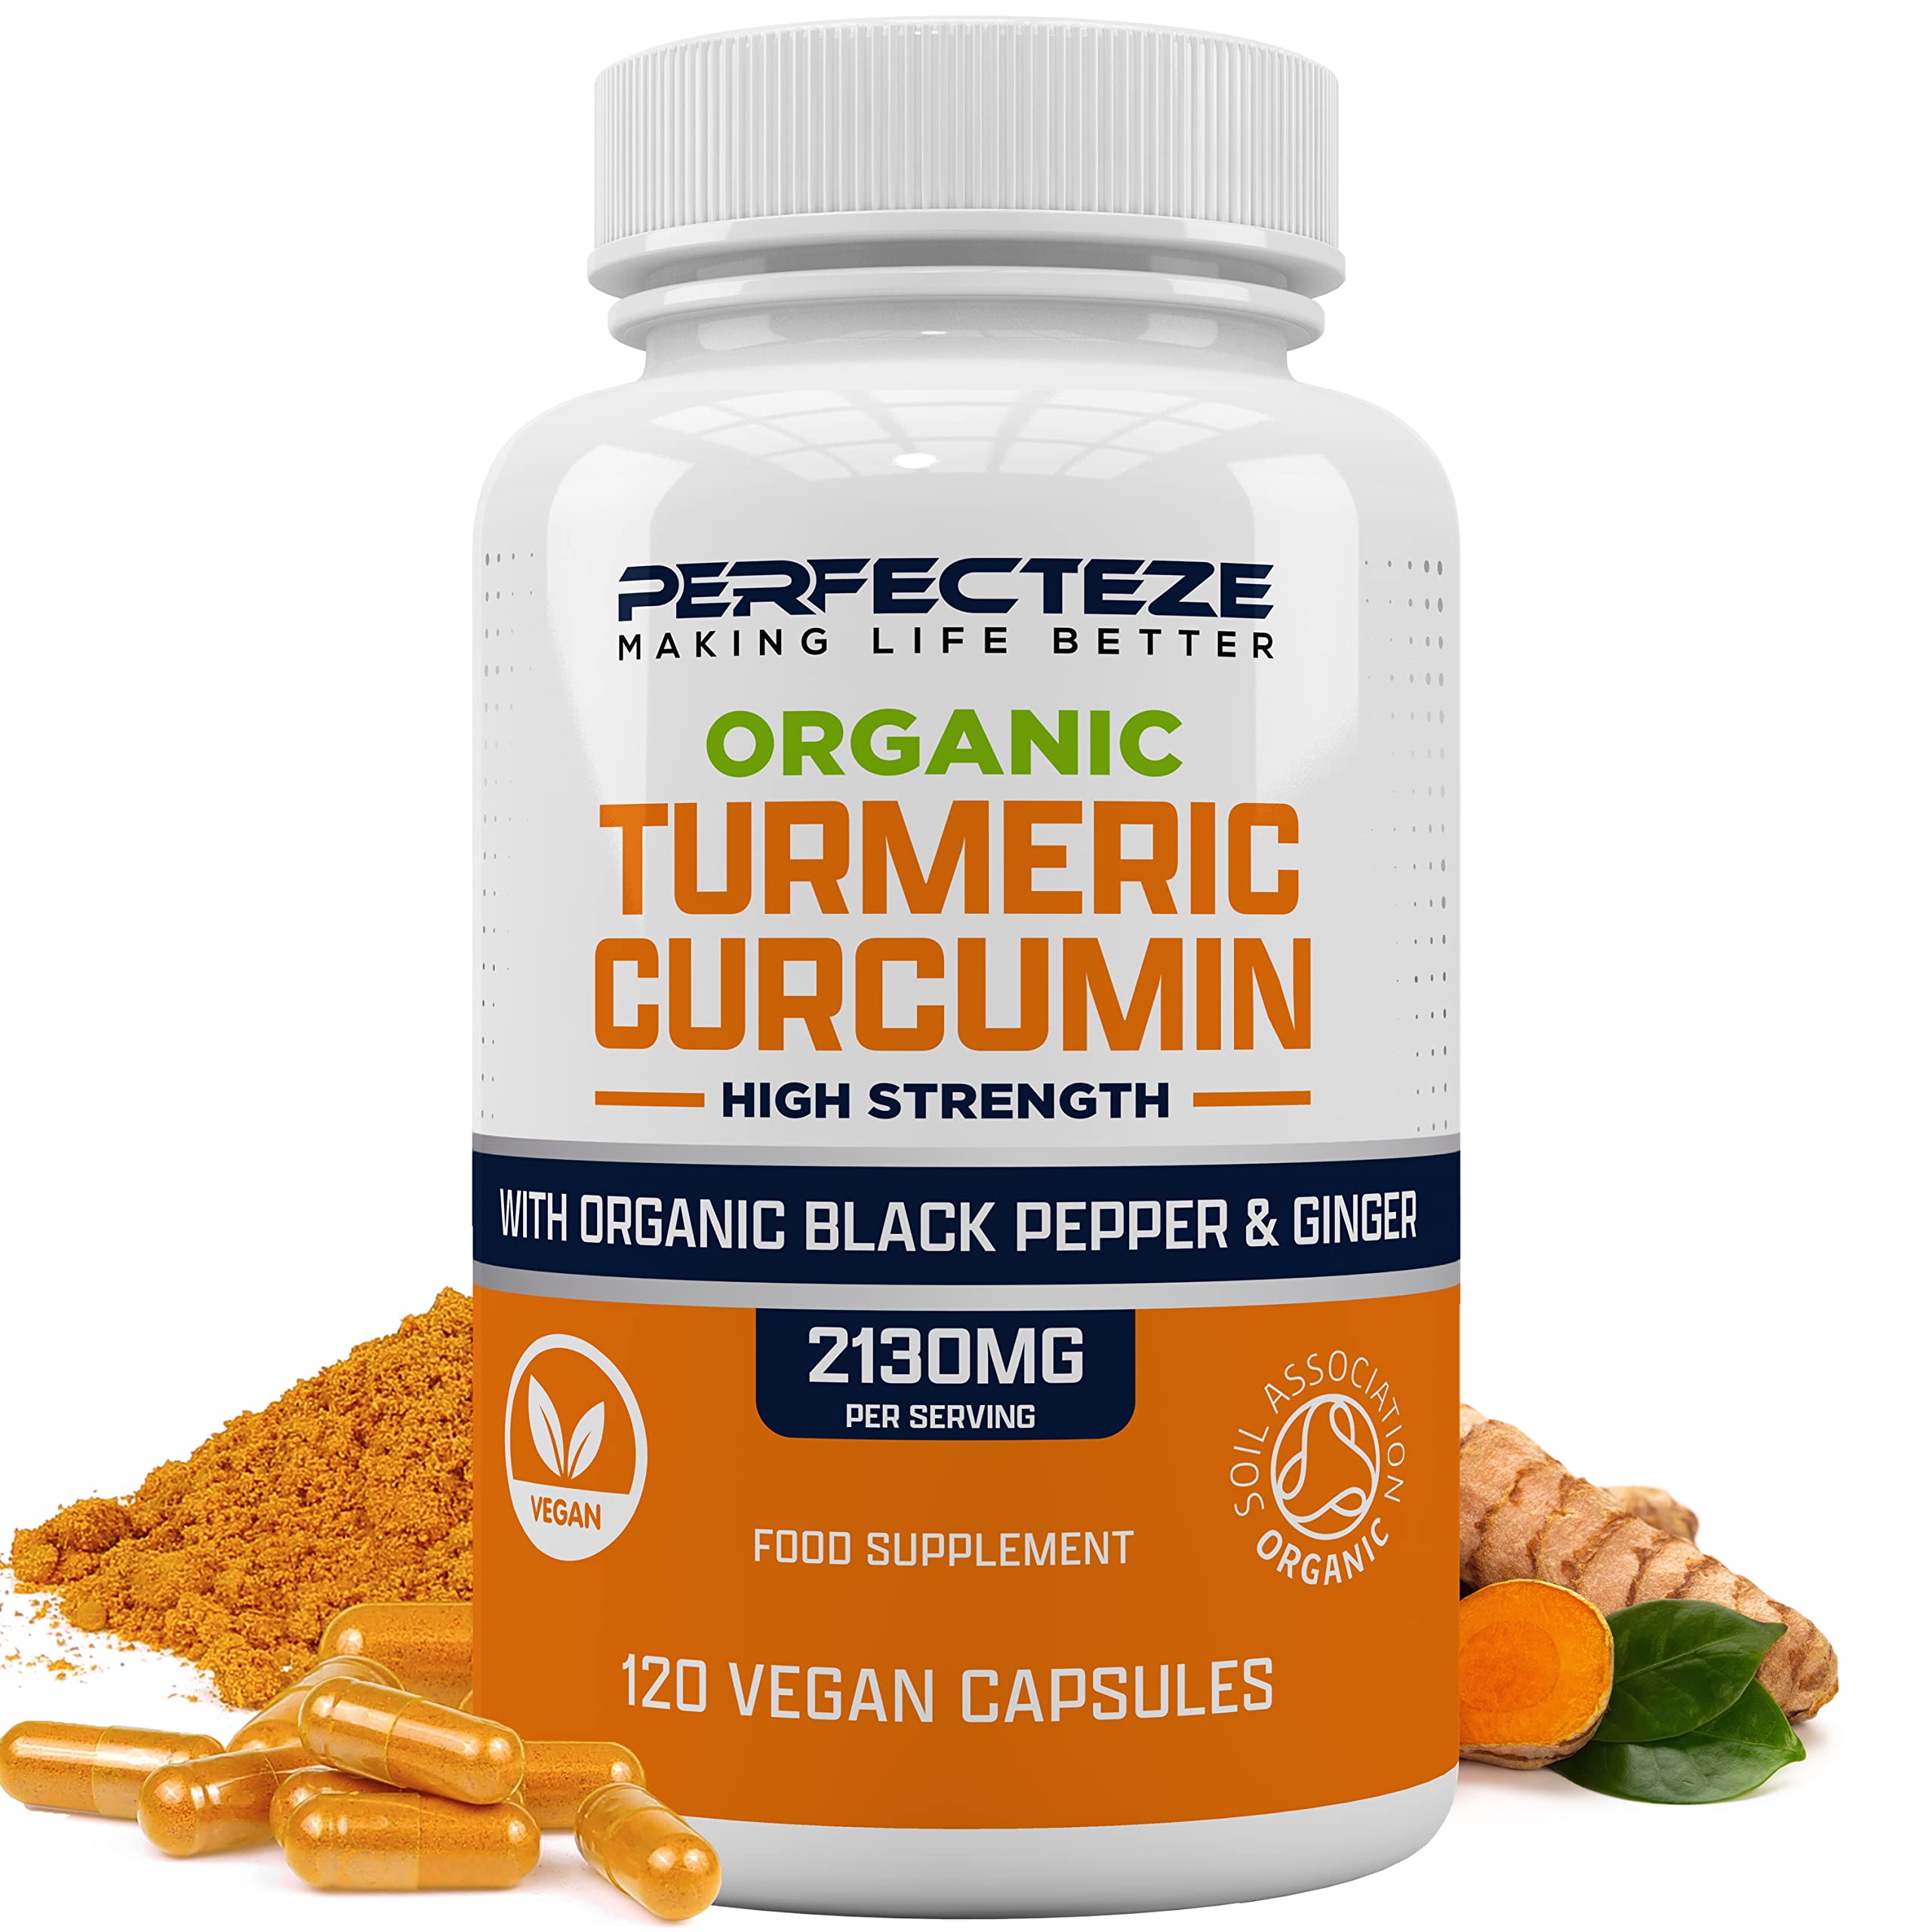 PERFECTEZE
MAKING LIFE BETTER
ORGANIC
TURMERIC
CURCUMIN
HIGH STRENGTH
WITH ORGANIC BLACK PEPPER & GINGER
2130MG
PER SERVING
VEGAN
SOIL ASSOCIATION
ORGANIC
FOOD SUPPLEMENT
120 VEGAN CAPSULES